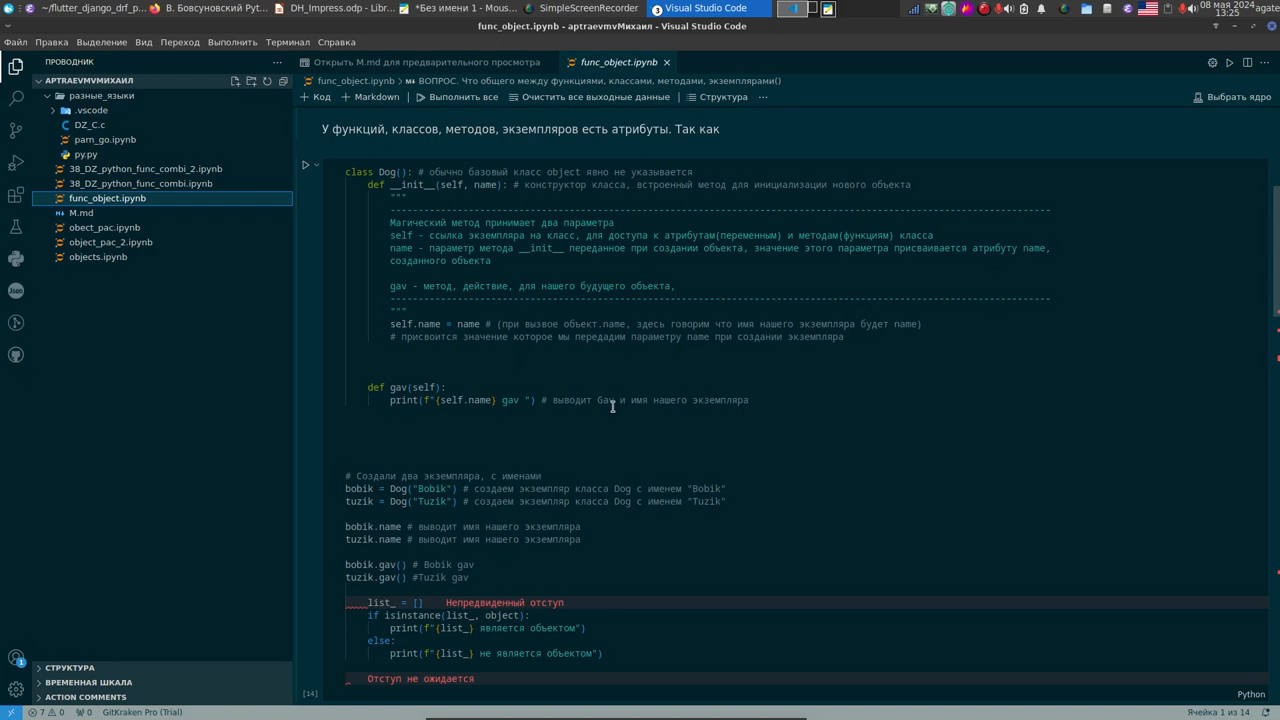 ~/flutter_django_drf_p...
В. Бовсуновский Рут...
DH_Impress.odp - Libr...
*Без имени 1 - Mous...
SimpleScreenRecorder
Visual Studio Code
08 мая 2024
13:25
agate
func_object.ipynb - aptraevmvМихаил - Visual Studio Code
Файл Правка Выделение Вид Переход Выполнить Терминал Справка
ПРОВОДНИК
Открыть M.md для предварительного просмотра
func_object.ipynb
APTRAEVMVМИХАИЛ
func_object.ipynb > ВОПРОС. Что общего между функциями, классами, методами, экземплярами()
+ Код + Markdown Выполнить все Очистить все выходные данные Структура ... Выбрать ядро
разные_языки
.vscode
DZ_C.c
parn_go.ipynb
py.py
38_DZ_python_func_combi_2.ipynb
38_DZ_python_func_combi.ipynb
func_object.ipynb
M.md
obect_pac.ipynb
object_pac_2.ipynb
objects.ipynb
У функций, классов, методов, экземпляров есть атрибуты. Так как
class Dog(): # обычно базовый класс object явно не указывается
def __init__(self, name): # конструктор класса, встроенный метод для инициализации нового объекта
"""
----------------------------------------------------------------------------------------------------------------------
Магический метод принимает два параметра
self - ссылка экземпляра на класс, для доступа к атрибутам(переменным) и методам(функциям) класса
name - параметр метода __init__ переданное при создании объекта, значение этого параметра присваивается атрибуту name,
созданного объекта
gav - метод, действие, для нашего будущего объекта,
----------------------------------------------------------------------------------------------------------------------
"""
self.name = name # (при вызвое объект.name, здесь говорим что имя нашего экземпляра будет name)
# присвоится значение которое мы передадим параметру name при создании экземпляра
def gav(self):
print(f"{self.name} gav ") # выводит Gav и имя нашего экземпляра
# Создали два экземпляра, с именами
bobik = Dog("Bobik") # создаем экземпляр класса Dog с именем "Bobik"
tuzik = Dog("Tuzik") # создаем экземпляр класса Dog с именем "Tuzik"
bobik.name # выводит имя нашего экземпляра
tuzik.name # выводит имя нашего экземпляра
bobik.gav() # Bobik gav
tuzik.gav() #Tuzik gav
list_ = [] Непредвиденный отступ
if isinstance(list_, object):
print(f"{list_} является объектом")
else:
print(f"{list_} не является объектом")
Отступ не ожидается
[14]
Python
СТРУКТУРА
ВРЕМЕННАЯ ШКАЛА
ACTION COMMENTS
7 0 0 GitKraken Pro (Trial)
Ячейка 1 из 14